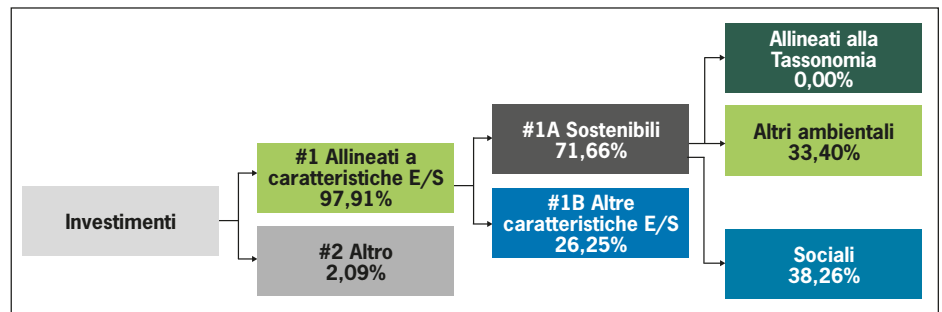 Investimenti
#1 Allineati a
caratteristiche E/S
97,91%
#2 Altro
2,09%
#1A Sostenibili
71,66%
#1B Altre
caratteristiche E/S
26,25%
Allineati alla
Tassonomia
0,00%
Altri ambientali
33,40%
Sociali
38,26%